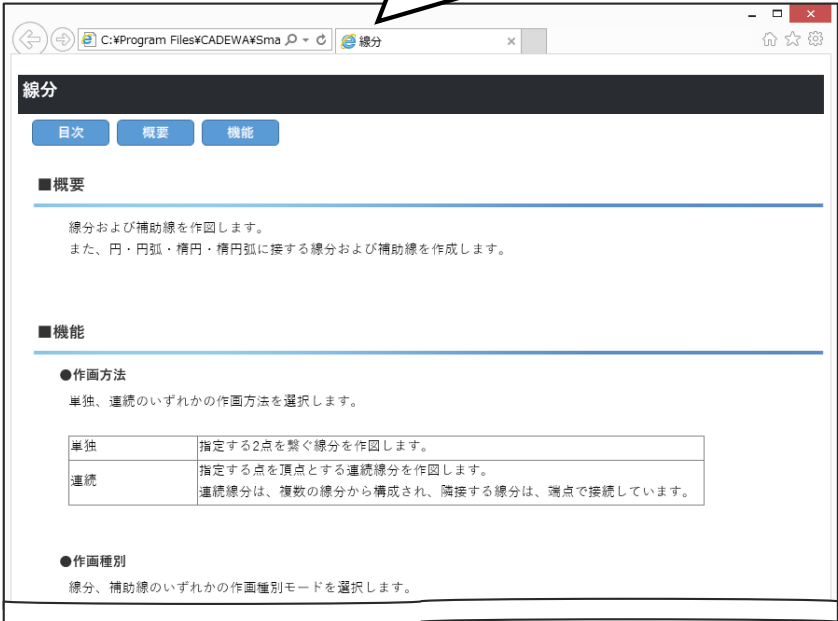 C:¥Program Files¥CADEWA¥Sma
線分
線分
目次 概要 機能
■概要
線分および補助線を作図します。
また、円・円弧・楕円・楕円弧に接する線分および補助線を作成します。
■機能
●作画方法
単独、連続のいずれかの作画方法を選択します。
単独 指定する2点を繋ぐ線分を作図します。
連続 指定する点を頂点とする連続線分を作図します。
連続線分は、複数の線分から構成され、隣接する線分は、端点で接続しています。
●作画種別
線分、補助線のいずれかの作画種別モードを選択します。